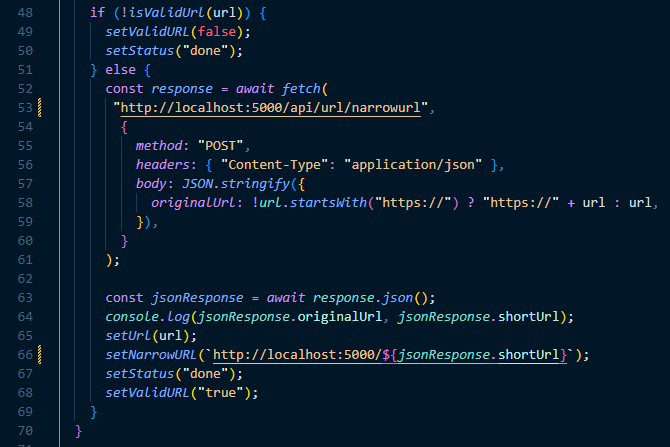 48 if (!isValidUrl(url)) {
49 setValidURL(false);
50 setStatus("done");
51 } else {
52 const response = await fetch(
53 "http://localhost:5000/api/url/narrowurl",
54 {
55 method: "POST",
56 headers: { "Content-Type": "application/json" },
57 body: JSON.stringify({
58 originalUrl: !url.startsWith("https://") ? "https://" + url : url,
59 }),
60 }
61 );
62
63 const jsonResponse = await response.json();
64 console.log(jsonResponse.originalUrl, jsonResponse.shortUrl);
65 setUrl(url);
66 setNarrowURL(`http://localhost:5000/${jsonResponse.shortUrl}`);
67 setStatus("done");
68 setValidURL("true");
69 }
70 }